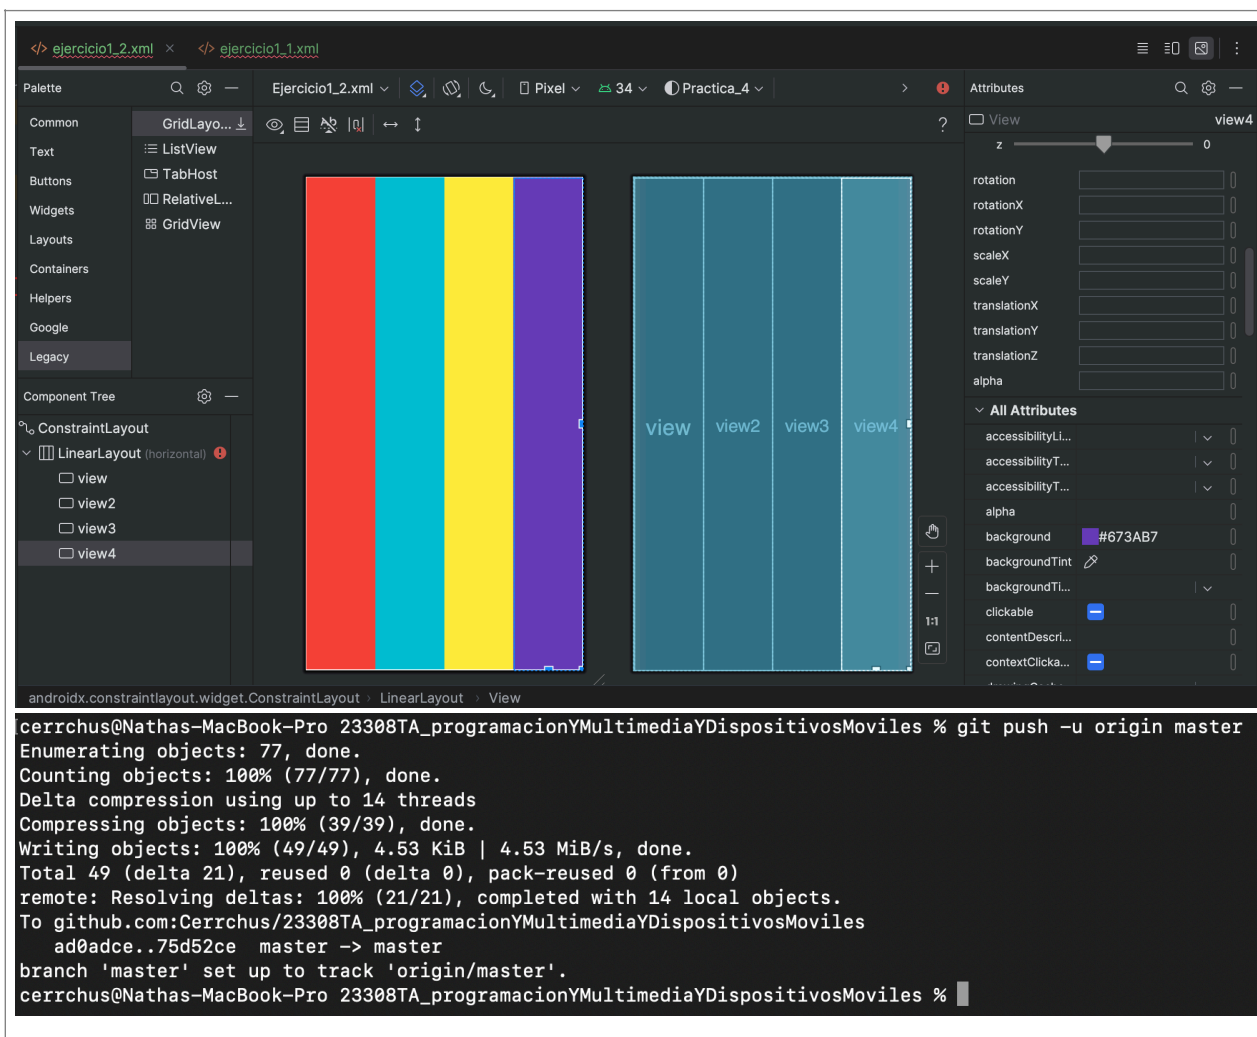 ejercicio1_2.xml
ejercicio1_1.xml
Palette
Ejercicio1_2.xml
Pixel
34
Practica_4
Attributes
Common
Text
Buttons
Widgets
Layouts
Containers
Helpers
Google
Legacy
GridLayo...
ListView
TabHost
RelativeL...
GridView
?
View
view4
z
0
rotation
rotationX
rotationY
scaleX
scaleY
translationX
translationY
translationZ
alpha
All Attributes
accessibilityLi...
accessibilityT...
accessibilityT...
alpha
background
#673AB7
backgroundTint
backgroundTi...
clickable
contentDescri...
contextClicka...
Component Tree
ConstraintLayout
LinearLayout (horizontal)
view
view2
view3
view4
view
view2
view3
view4
1:1
androidx.constraintlayout.widget.ConstraintLayout > LinearLayout > View
cerrchus@Nathas-MacBook-Pro 23308TA_programacionYMultimediaYDispositivosMoviles % git push -u origin master
Enumerating objects: 77, done.
Counting objects: 100% (77/77), done.
Delta compression using up to 14 threads
Compressing objects: 100% (39/39), done.
Writing objects: 100% (49/49), 4.53 KiB | 4.53 MiB/s, done.
Total 49 (delta 21), reused 0 (delta 0), pack-reused 0 (from 0)
remote: Resolving deltas: 100% (21/21), completed with 14 local objects.
To github.com:Cerrchus/23308TA_programacionYMultimediaYDispositivosMoviles
ad0adce..75d52ce master -> master
branch 'master' set up to track 'origin/master'.
cerrchus@Nathas-MacBook-Pro 23308TA_programacionYMultimediaYDispositivosMoviles %